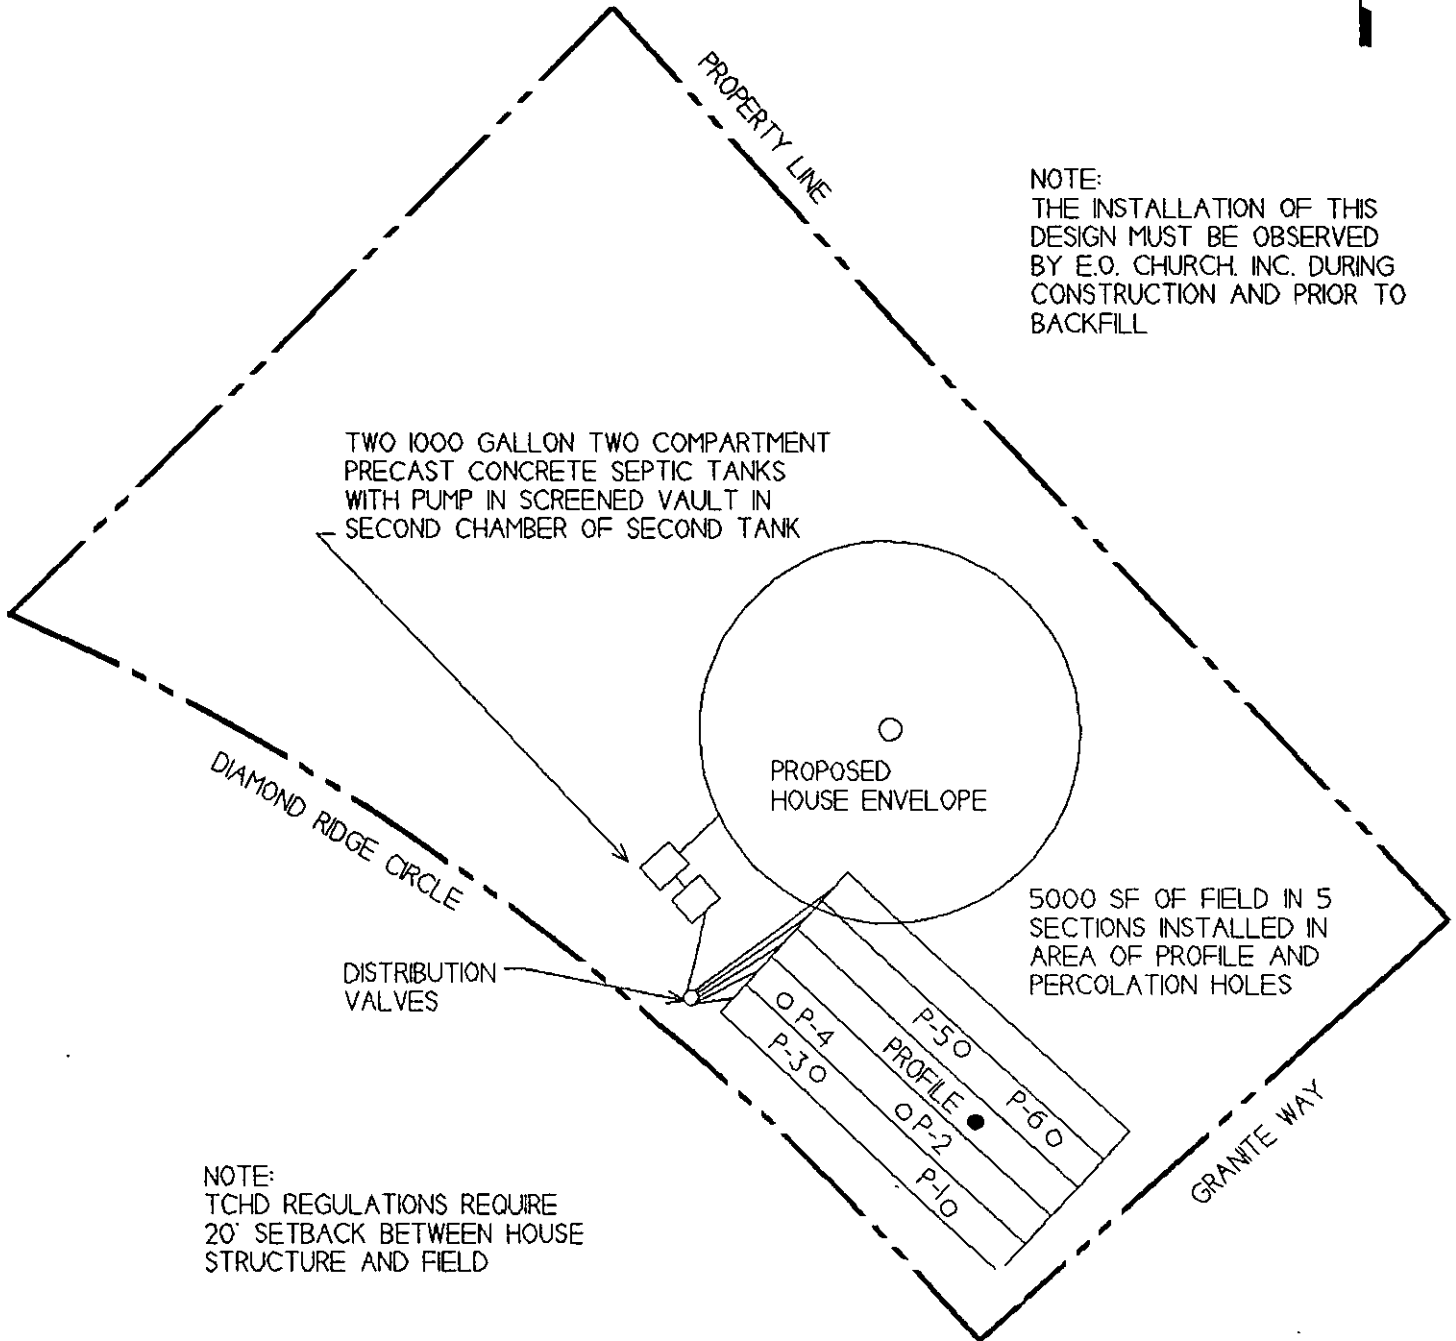 PROPERTY LINE
NOTE:
THE INSTALLATION OF THIS
DESIGN MUST BE OBSERVED
BY E.O. CHURCH. INC. DURING
CONSTRUCTION AND PRIOR TO
BACKFILL
TWO 1000 GALLON TWO COMPARTMENT
PRECAST CONCRETE SEPTIC TANKS
WITH PUMP IN SCREENED VAULT IN
SECOND CHAMBER OF SECOND TANK
PROPOSED
HOUSE ENVELOPE
DIAMOND RIDGE CIRCLE
5000 SF OF FIELD IN 5
SECTIONS INSTALLED IN
AREA OF PROFILE AND
PERCOLATION HOLES
DISTRIBUTION
VALVES
P-5
P-4
PROFILE
P-3
P-6
P-2
P-1
GRANITE WAY
NOTE:
TCHD REGULATIONS REQUIRE
20' SETBACK BETWEEN HOUSE
STRUCTURE AND FIELD